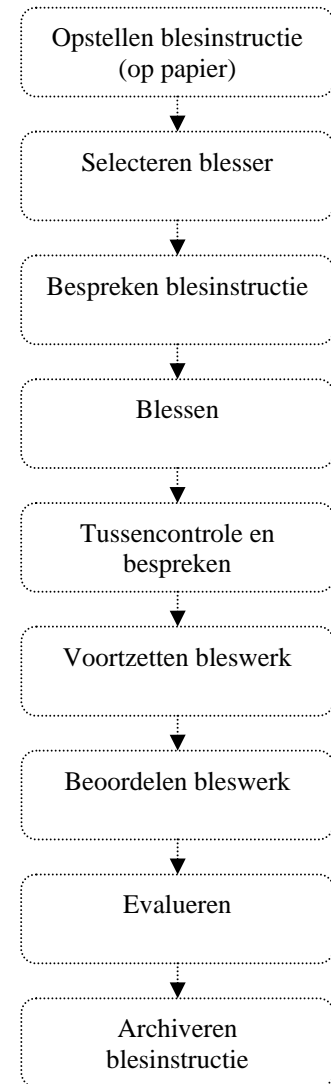 Opstellen blesinstructie
(op papier)
Selecteren blesser
Bespreken blesinstructie
Blessen
Tussencontrole en
bespreken
Voortzetten bleswerk
Beoordelen bleswerk
Evalueren
Archiveren
blesinstructie